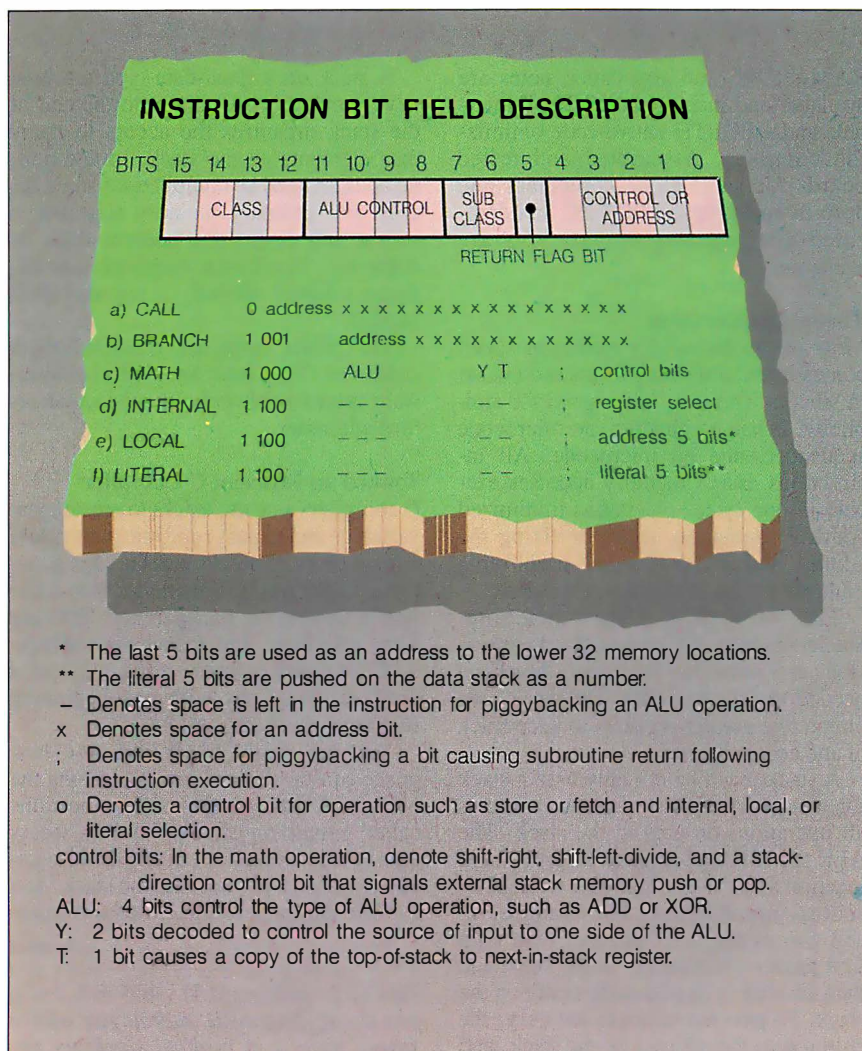 INSTRUCTION BIT FIELD DESCRIPTION
BITS 15 14 13 12 11 10 9 8 7 6 5 4 3 2 1 0
CLASS ALU CONTROL SUB CLASS CONTROL OR ADDRESS
RETURN FLAG BIT
a) CALL 0 address x x x x x x x x x x x x x x x
b) BRANCH 1 001 address x x x x x x x x x x x x
c) MATH 1 000 ALU Y T ; control bits
d) INTERNAL 1 100 – – – – – ; register select
e) LOCAL 1 100 – – – – – ; address 5 bits*
f) LITERAL 1 100 – – – – – ; literal 5 bits**
* The last 5 bits are used as an address to the lower 32 memory locations.
** The literal 5 bits are pushed on the data stack as a number.
– Denotes space is left in the instruction for piggybacking an ALU operation.
x Denotes space for an address bit.
; Denotes space for piggybacking a bit causing subroutine return following
instruction execution.
o Denotes a control bit for operation such as store or fetch and internal, local, or
literal selection.
control bits: In the math operation, denote shift-right, shift-left-divide, and a stack-
direction control bit that signals external stack memory push or pop.
ALU: 4 bits control the type of ALU operation, such as ADD or XOR.
Y: 2 bits decoded to control the source of input to one side of the ALU.
T: 1 bit causes a copy of the top-of-stack to next-in-stack register.